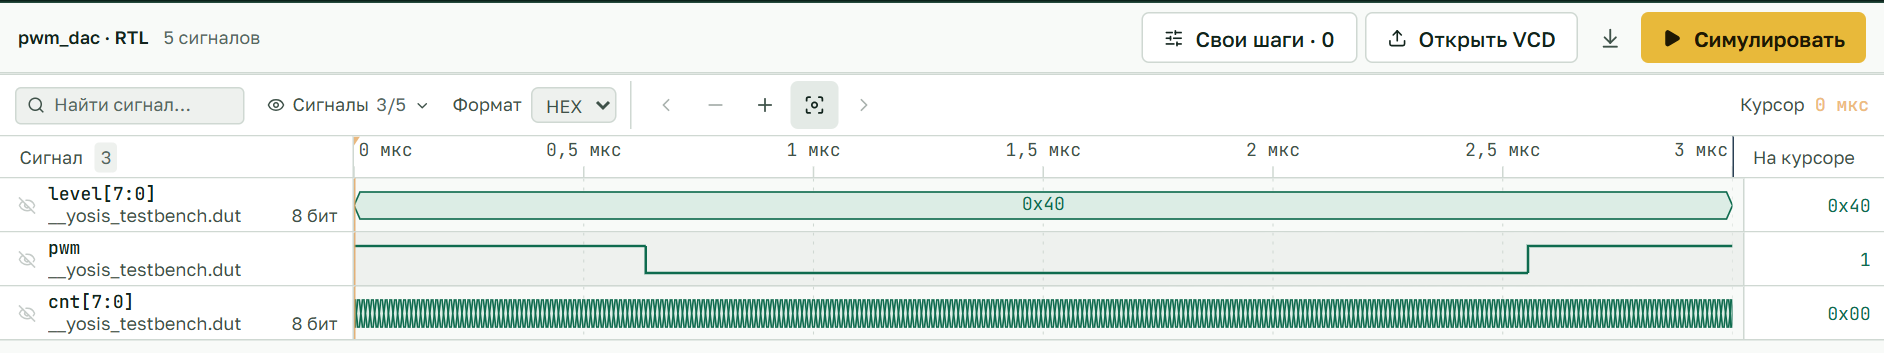 pwm_dac · RTL 5 сигналов Свои шаги · 0 Открыть VCD Симулировать
Найти сигнал... Сигналы 3/5 Формат HEX Курсор 0 мкс
Сигнал 3 0 мкс 0,5 мкс 1 мкс 1,5 мкс 2 мкс 2,5 мкс 3 мкс На курсоре
level[7:0]
__yosis_testbench.dut 8 бит 0x40 0x40
pwm
__yosis_testbench.dut 1
cnt[7:0]
__yosis_testbench.dut 8 бит 0x00